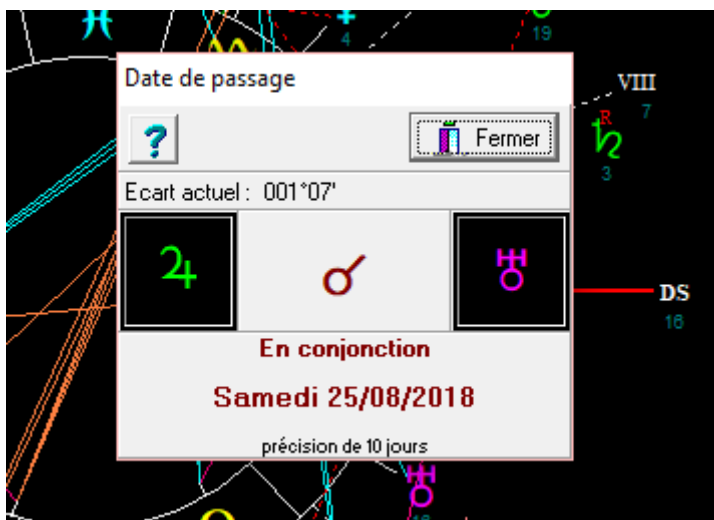 4
19
Date de passage
VIII
7
? Fermer
R
3
Ecart actuel : 001°07'
♃ ☌ ♅
DS
16
En conjonction
Samedi 25/08/2018
précision de 10 jours